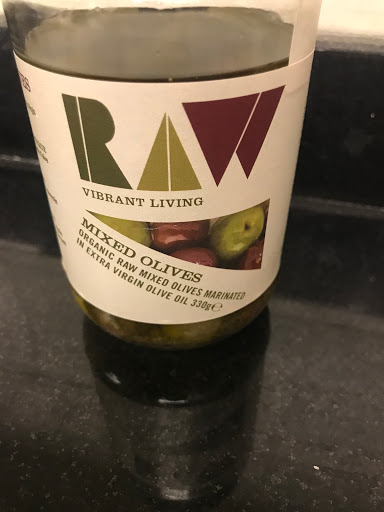 RAW
VIBRANT LIVING
MIXED OLIVES
ORGANIC RAW MIXED OLIVES MARINATED
IN EXTRA VIRGIN OLIVE OIL 330g℮